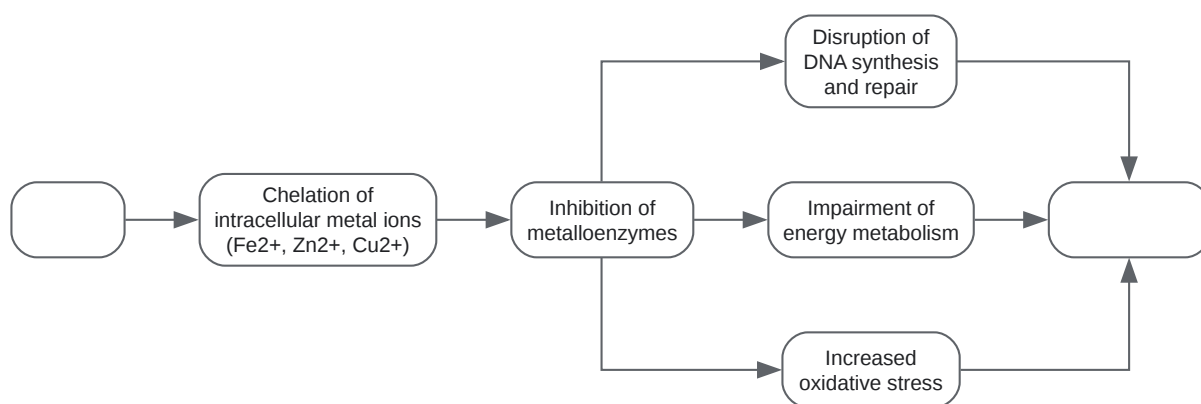 Disruption of
DNA synthesis
and repair
Chelation of
intracellular metal ions
(Fe2+, Zn2+, Cu2+)
Inhibition of
metalloenzymes
Impairment of
energy metabolism
Increased
oxidative stress